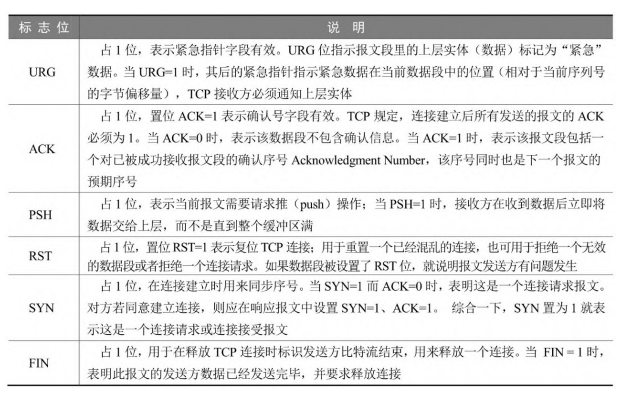 标志位 说 明
URG
占1位，表示紧急指针字段有效。URG位指示报文段里的上层实体（数据）标记为“紧急”
数据。当URG=1时，其后的紧急指针指示紧急数据在当前数据段中的位置（相对于当前序列号
的字节偏移量），TCP接收方必须通知上层实体
ACK
占1位，置位ACK=1表示确认号字段有效。TCP规定，连接建立后所有发送的报文的ACK
必须为1。当ACK=0时，表示该数据段不包含确认信息。当ACK=1时，表示该报文段包括一
个对已被成功接收报文段的确认序号Acknowledgment Number，该序号同时也是下一个报文的
预期序号
PSH
占1位，表示当前报文需要请求推（push）操作；当PSH=1时，接收方在收到数据后立即将
数据交给上层，而不是直到整个缓冲区满
RST
占1位，置位RST=1表示复位TCP连接；用于重置一个已经混乱的连接，也可用于拒绝一个无效
的数据段或者拒绝一个连接请求。如果数据段被设置了RST位，就说明报文发送方有问题发生
SYN
占1位，在连接建立时用来同步序号。当SYN=1而ACK=0时，表明这是一个连接请求报文。
对方若同意建立连接，则应在响应报文中设置SYN=1、ACK=1。 综合一下，SYN置为1就表
示这是一个连接请求或连接接受报文
FIN
占1位，用于在释放TCP连接时标识发送方比特流结束，用来释放一个连接。当 FIN = 1时，
表明此报文的发送方数据已经发送完毕，并要求释放连接